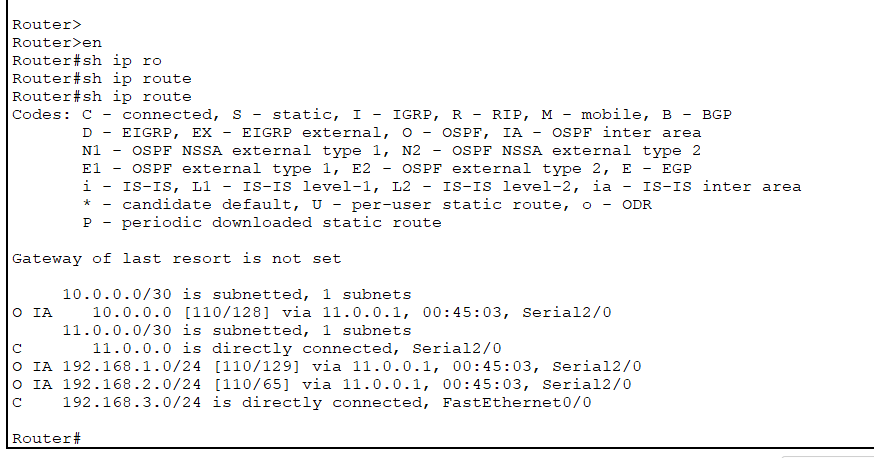 Router>
Router>en
Router#sh ip ro
Router#sh ip route
Router#sh ip route
Codes: C - connected, S - static, I - IGRP, R - RIP, M - mobile, B - BGP
       D - EIGRP, EX - EIGRP external, O - OSPF, IA - OSPF inter area
       N1 - OSPF NSSA external type 1, N2 - OSPF NSSA external type 2
       E1 - OSPF external type 1, E2 - OSPF external type 2, E - EGP
       i - IS-IS, L1 - IS-IS level-1, L2 - IS-IS level-2, ia - IS-IS inter area
       * - candidate default, U - per-user static route, o - ODR
       P - periodic downloaded static route

Gateway of last resort is not set

     10.0.0.0/30 is subnetted, 1 subnets
O IA    10.0.0.0 [110/128] via 11.0.0.1, 00:45:03, Serial2/0
     11.0.0.0/30 is subnetted, 1 subnets
C       11.0.0.0 is directly connected, Serial2/0
O IA 192.168.1.0/24 [110/129] via 11.0.0.1, 00:45:03, Serial2/0
O IA 192.168.2.0/24 [110/65] via 11.0.0.1, 00:45:03, Serial2/0
C    192.168.3.0/24 is directly connected, FastEthernet0/0

Router#